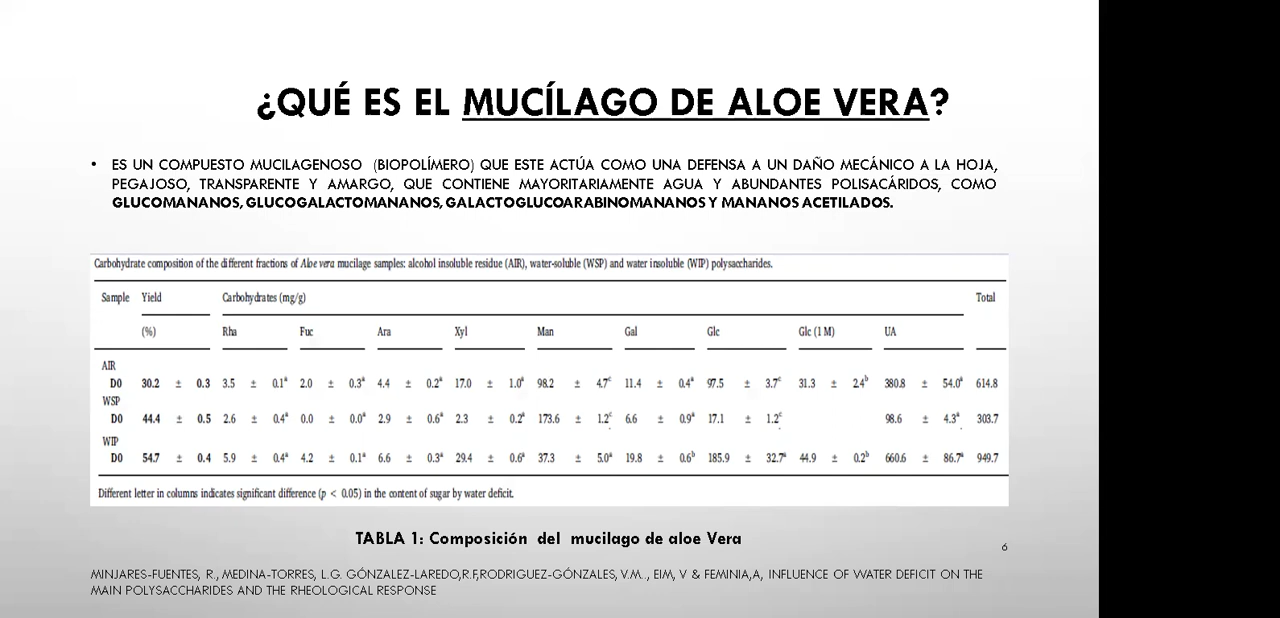 ¿QUÉ ES EL MUCÍLAGO DE ALOE VERA?
• ES UN COMPUESTO MUCILAGENOSO (BIOPOLÍMERO) QUE ESTE ACTÚA COMO UNA DEFENSA A UN DAÑO MECÁNICO A LA HOJA,
PEGAJOSO, TRANSPARENTE Y AMARGO, QUE CONTIENE MAYORITARIAMENTE AGUA Y ABUNDANTES POLISACÁRIDOS, COMO
GLUCOMANANOS, GLUCOGALACTOMANANOS, GALACTOGLUCOARABINOMANANOS Y MANANOS ACETILADOS.
Carbohydrate composition of the different fractions of Aloe vera mucilage samples: alcohol insoluble residue (AIR), water-soluble (WSP) and water insoluble (WIP) polysaccharides.
Sample Yield Carbohydrates (mg/g) Total
(%) Rha Fuc Ara Xyl Man Gal Glc Glc (1 M) UA
AIR
D0 30.2 ± 0.3 3.5 ± 0.1ª 2.0 ± 0.3ª 4.4 ± 0.2ª 17.0 ± 1.0ª 98.2 ± 4.7ᶜ 11.4 ± 0.4ª 97.5 ± 3.7ᶜ 31.3 ± 2.4ᵇ 380.8 ± 54.0ª 614.8
WSP
D0 44.4 ± 0.5 2.6 ± 0.4ª 0.0 ± 0.0ª 2.9 ± 0.6ª 2.3 ± 0.2ª 173.6 ± 1.2ᶜ 6.6 ± 0.9ª 17.1 ± 1.2ᶜ 98.6 ± 4.3ª 303.7
WIP
D0 54.7 ± 0.4 5.9 ± 0.4ª 4.2 ± 0.1ª 6.6 ± 0.3ª 29.4 ± 0.6ª 37.3 ± 5.0ª 19.8 ± 0.6ᵇ 185.9 ± 32.7ª 44.9 ± 0.2ᵇ 660.6 ± 86.7ª 949.7
Different letter in columns indicates significant difference (p < 0.05) in the content of sugar by water deficit.
TABLA 1: Composición del mucilago de aloe Vera
6
MINJARES-FUENTES, R., MEDINA-TORRES, L.G. GÓNZALEZ-LAREDO,R.F,RODRIGUEZ-GÓNZALES, V.M.., EIM, V & FEMINIA,A, INFLUENCE OF WATER DEFICIT ON THE
MAIN POLYSACCHARIDES AND THE RHEOLOGICAL RESPONSE